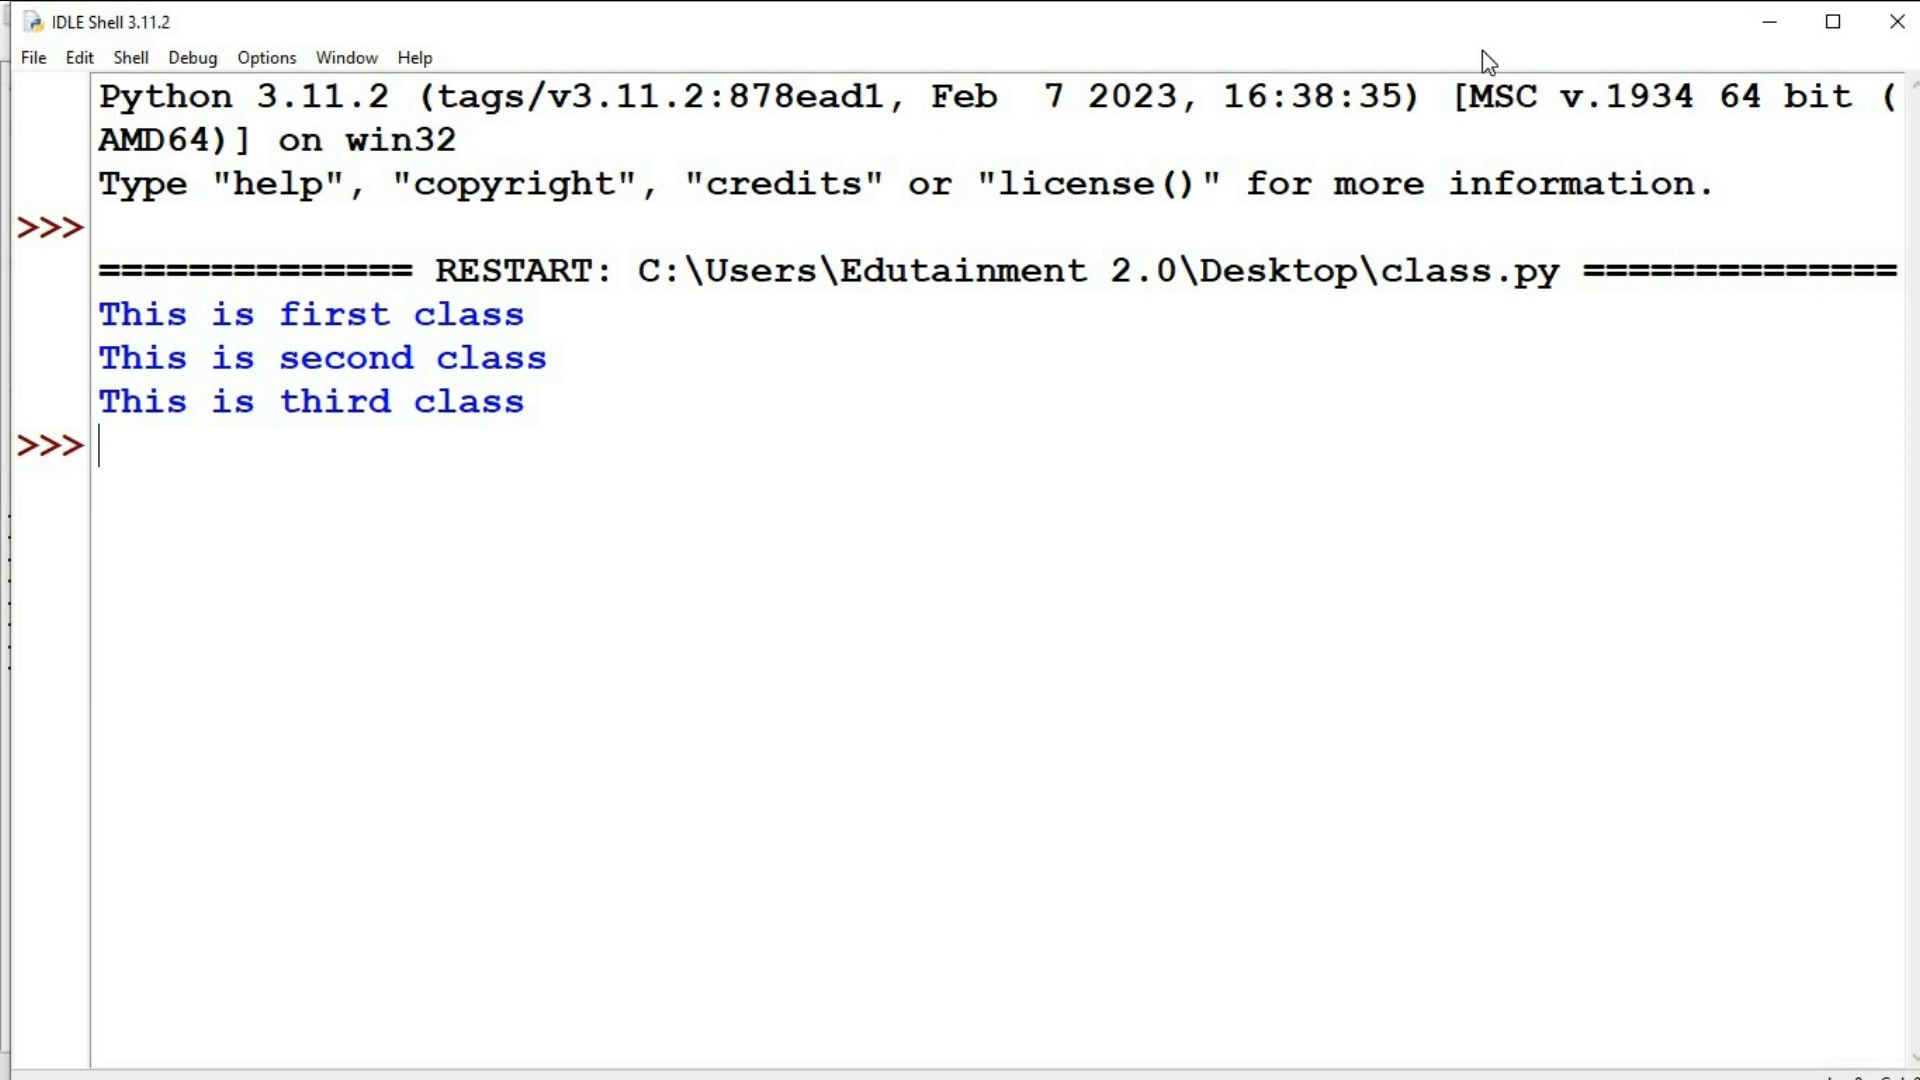 IDLE Shell 3.11.2
File Edit Shell Debug Options Window Help
Python 3.11.2 (tags/v3.11.2:878ead1, Feb  7 2023, 16:38:35) [MSC v.1934 64 bit (
AMD64)] on win32
Type "help", "copyright", "credits" or "license()" for more information.
>>>
============== RESTART: C:\Users\Edutainment 2.0\Desktop\class.py ==============
This is first class
This is second class
This is third class
>>>